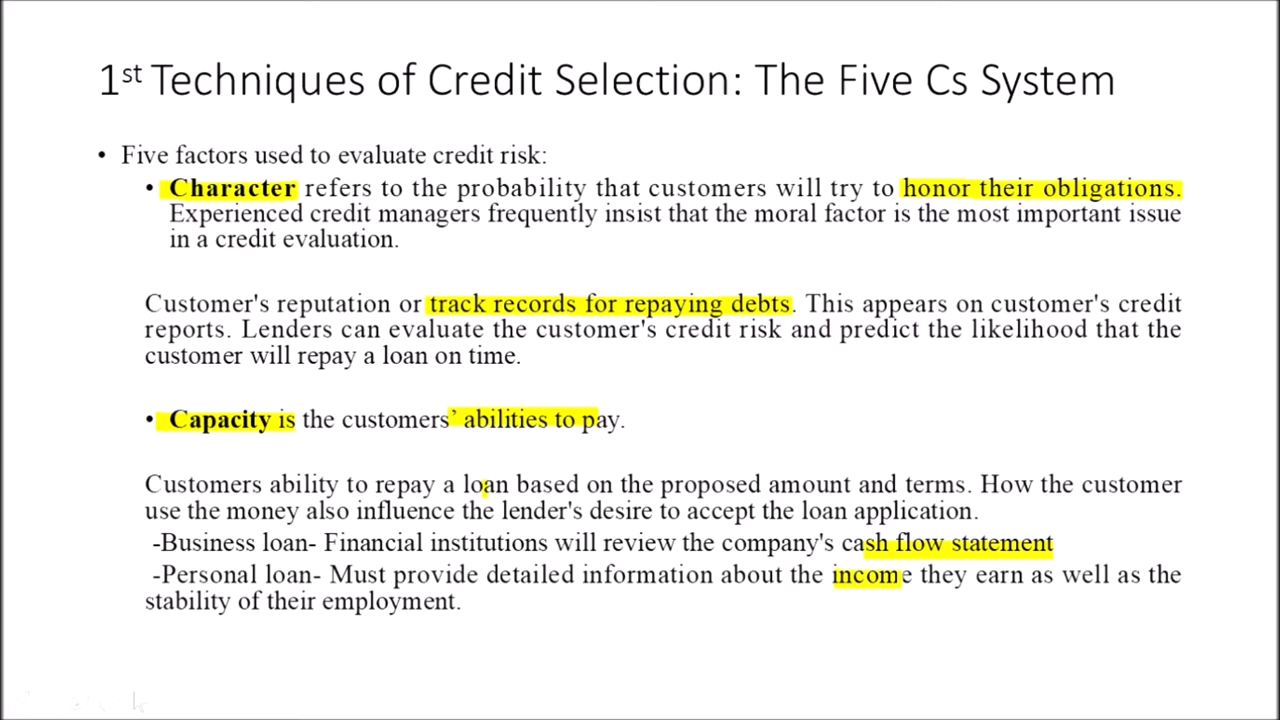 1st Techniques of Credit Selection: The Five Cs System
• Five factors used to evaluate credit risk:
• Character refers to the probability that customers will try to honor their obligations.
Experienced credit managers frequently insist that the moral factor is the most important issue
in a credit evaluation.
Customer's reputation or track records for repaying debts. This appears on customer's credit
reports. Lenders can evaluate the customer's credit risk and predict the likelihood that the
customer will repay a loan on time.
• Capacity is the customers’ abilities to pay.
Customers ability to repay a loan based on the proposed amount and terms. How the customer
use the money also influence the lender's desire to accept the loan application.
-Business loan- Financial institutions will review the company's cash flow statement
-Personal loan- Must provide detailed information about the income they earn as well as the
stability of their employment.